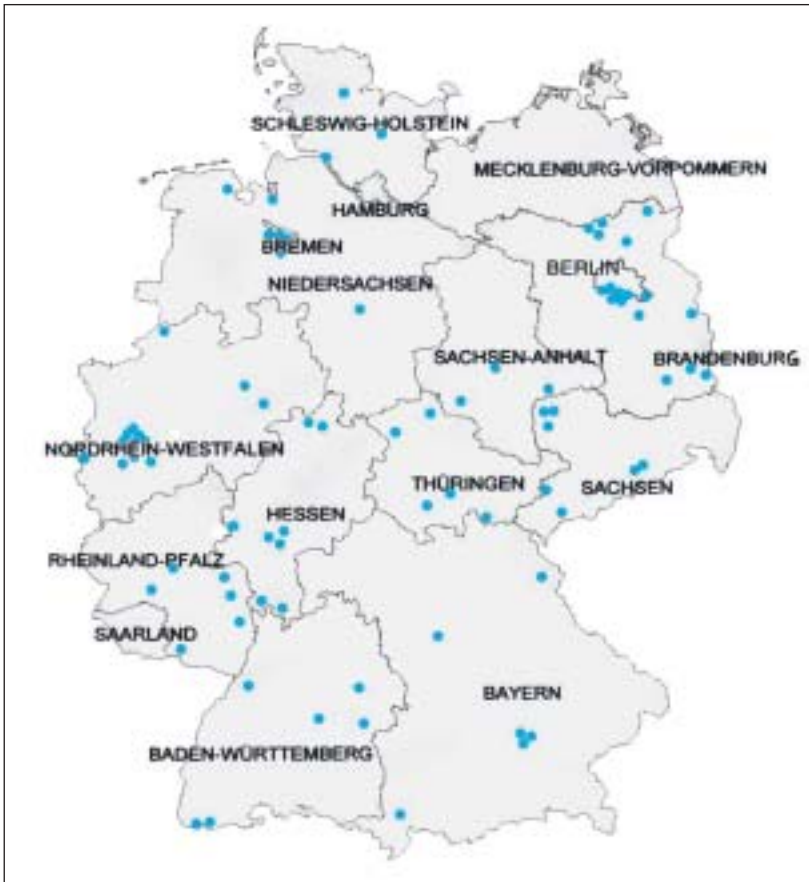 SCHLESWIG-HOLSTEIN
MECKLENBURG-VORPOMMERN
HAMBURG
BREMEN
BERLIN
NIEDERSACHSEN
SACHSEN-ANHALT
BRANDENBURG
NORDRHEIN-WESTFALEN
THÜRINGEN
SACHSEN
HESSEN
RHEINLAND-PFALZ
SAARLAND
BAYERN
BADEN-WÜRTTEMBERG